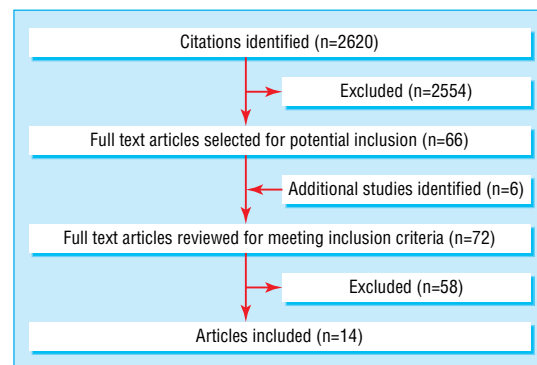 Citations identified (n=2620)
Excluded (n=2554)
Full text articles selected for potential inclusion (n=66)
Additional studies identified (n=6)
Full text articles reviewed for meeting inclusion criteria (n=72)
Excluded (n=58)
Articles included (n=14)